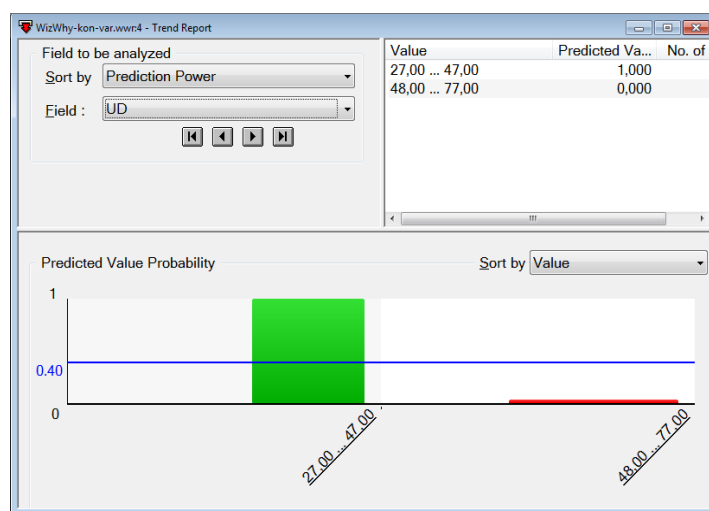 WizWhy-kon-var.wwr:4 - Trend Report
Field to be analyzed
Sort by Prediction Power
Field : UD
Value Predicted Va... No. of
27,00 ... 47,00 1,000
48,00 ... 77,00 0,000
Predicted Value Probability
Sort by Value
1
0.40
0
27,00 ... 47,00
48,00 ... 77,00